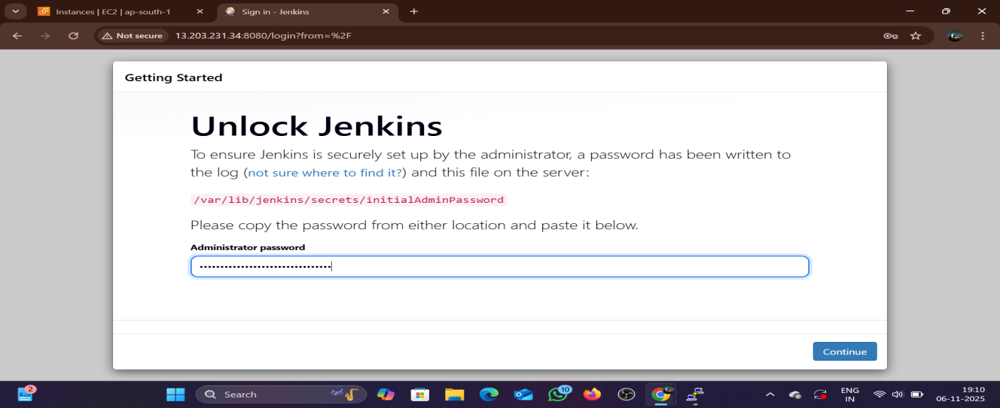 Instances | EC2 | ap-south-1
Sign in - Jenkins
Not secure
13.203.231.34:8080/login?from=%2F
Getting Started
Unlock Jenkins
To ensure Jenkins is securely set up by the administrator, a password has been written to
the log (not sure where to find it?) and this file on the server:
/var/lib/jenkins/secrets/initialAdminPassword
Please copy the password from either location and paste it below.
Administrator password
••••••••••••••••••••••••••••••••
Continue
2
Search
10
ENG
IN
19:10
06-11-2025